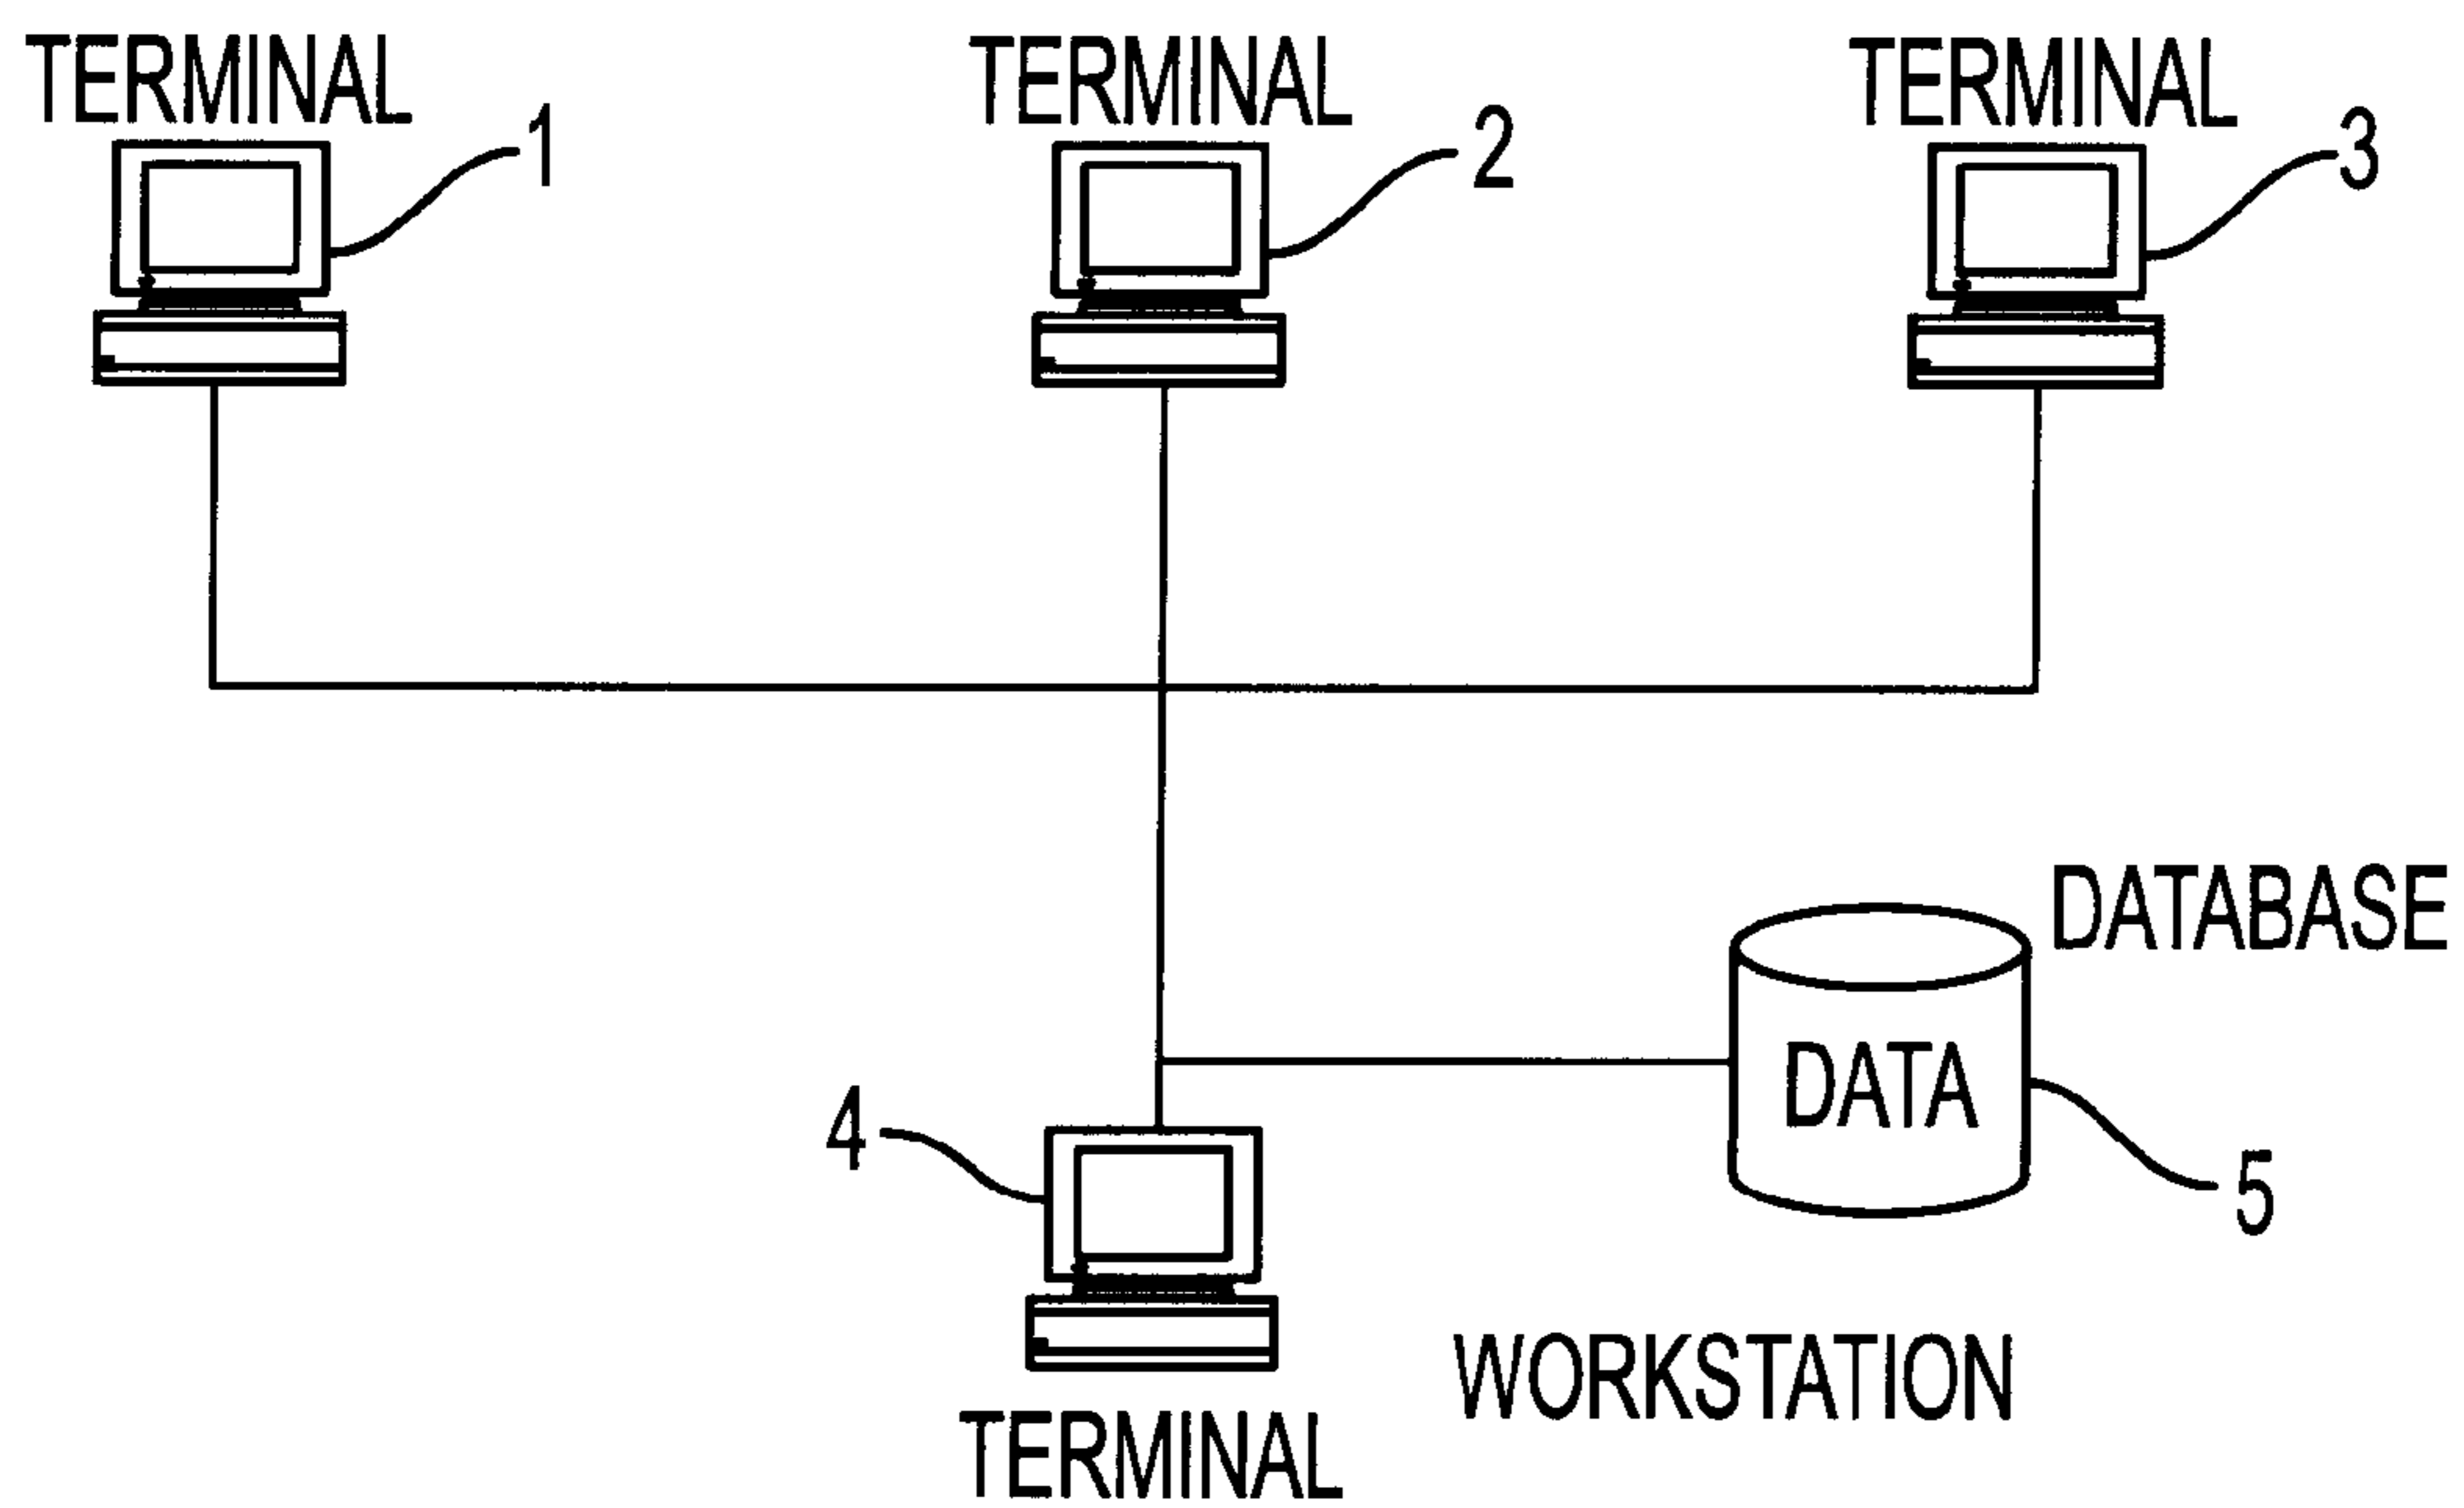 TERMINAL
1
TERMINAL
2
TERMINAL
3
DATABASE
DATA
4
5
WORKSTATION
TERMINAL